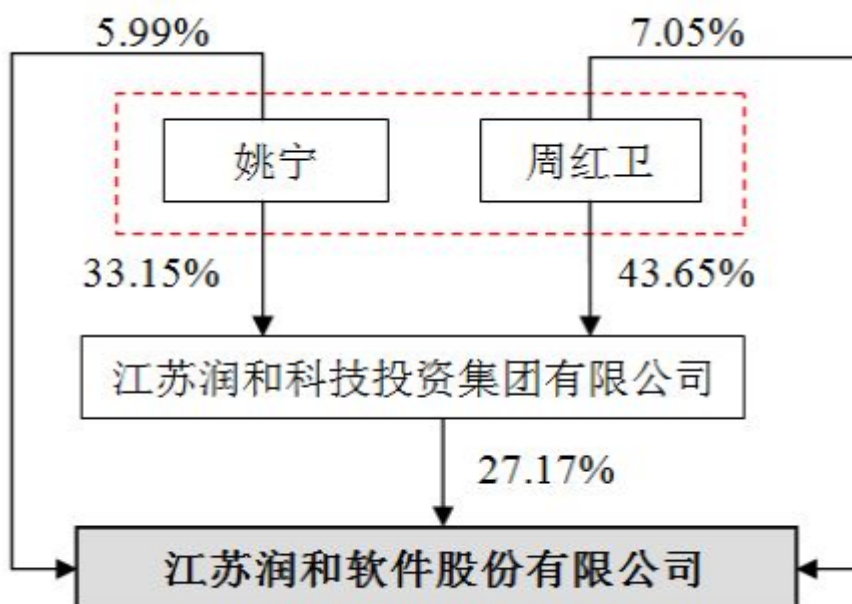 5.99%
7.05%
姚宁
周红卫
33.15%
43.65%
江苏润和科技投资集团有限公司
27.17%
江苏润和软件股份有限公司